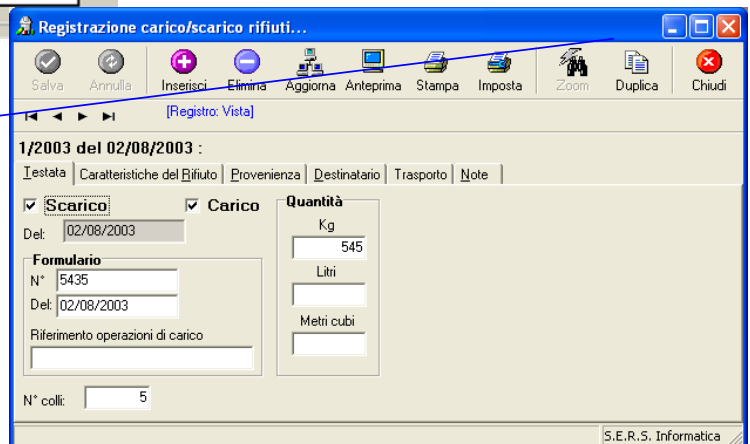 Registrazione carico/scarico rifiuti...
Salva Annulla Inserisci Elimina Aggiorna Anteprima Stampa Imposta Zoom Duplica Chiudi
[Registro: Vista]
1/2003 del 02/08/2003 :
Testata Caratteristiche del Rifiuto Provenienza Destinatario Trasporto Note
Scarico Carico Quantità
Del: 02/08/2003 Kg
545
Formulario
N° 5435 Litri
Del: 02/08/2003
Metri cubi
Riferimento operazioni di carico
N° colli: 5
S.E.R.S. Informatica